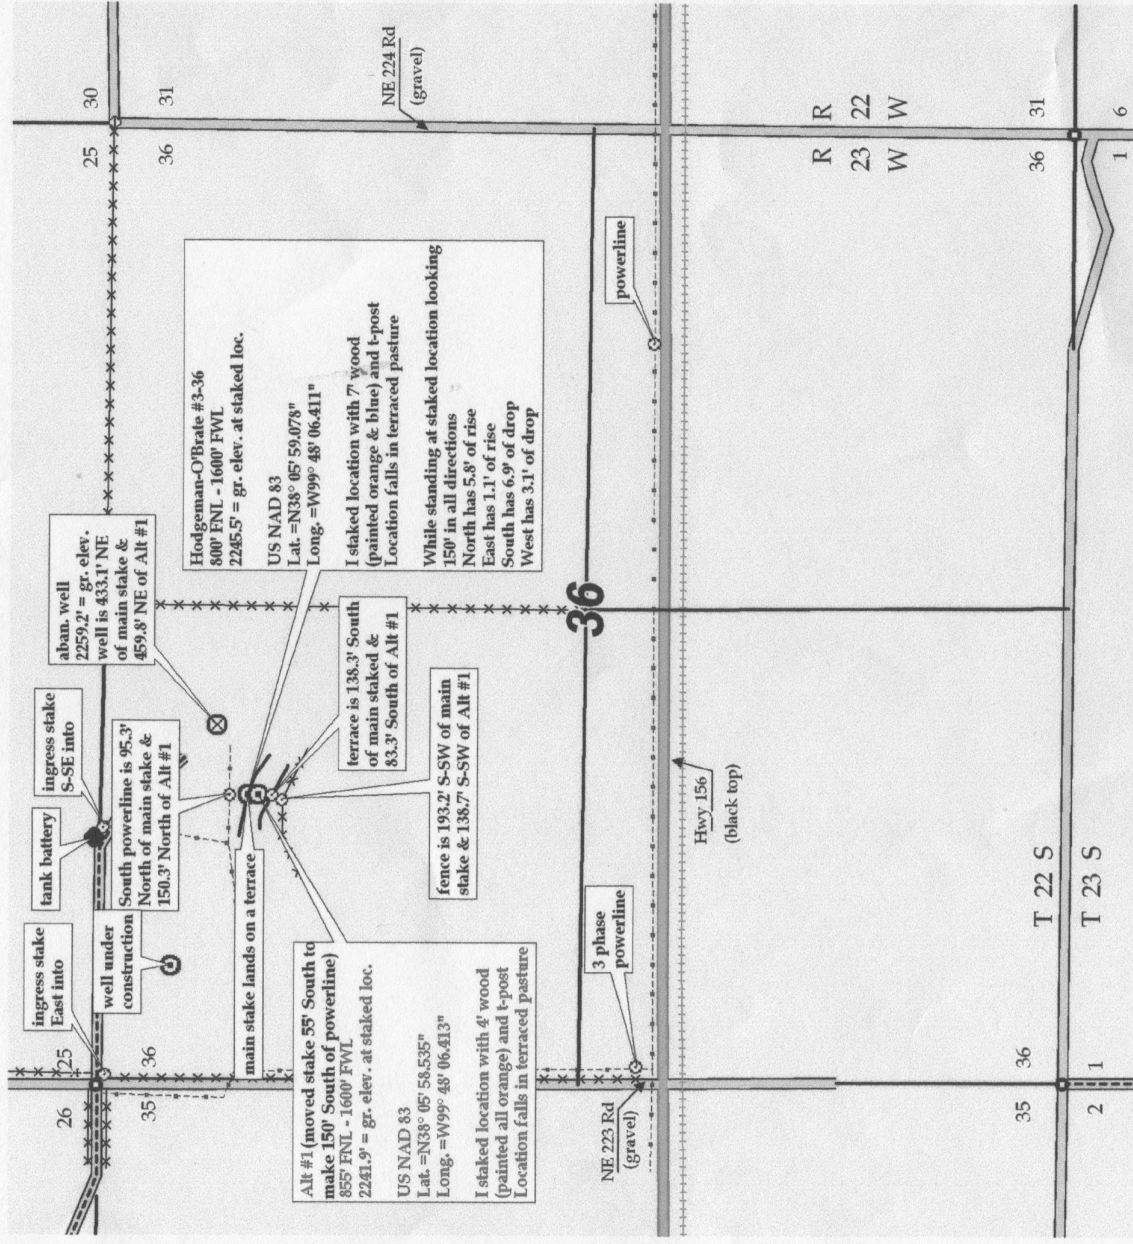 ingress stake
East into
tank battery
ingress stake
S-SE into
aban. well
2259.2' = gr. elev.
well is 433.1' NE
of main stake &
459.8' NE of Alt #1
well under
construction
South powerline is 95.3'
North of main stake &
150.3' North of Alt #1
main stake lands on a terrace
Hodgeman-O'Brate #3-36
800' FNL - 1600' FWL
2245.5' = gr. elev. at staked loc.
US NAD 83
Lat. =N38° 05' 59.078"
Long. =W99° 48' 06.411"
I staked location with 7' wood
(painted orange & blue) and t-post
Location falls in terraced pasture
While standing at staked location looking
150' in all directions
North has 5.8' of rise
East has 1.1' of rise
South has 6.9' of drop
West has 3.1' of drop
terrace is 138.3' South
of main staked &
83.3' South of Alt #1
fence is 193.2' S-SW of main
stake & 138.7' S-SW of Alt #1
Alt #1 (moved stake 55' South to
make 150' South of powerline)
855' FNL - 1600' FWL
2241.9' = gr. elev. at staked loc.
US NAD 83
Lat. =N38° 05' 58.535"
Long. =W99° 48' 06.413"
I staked location with 4' wood
(painted all orange) and t-post
Location falls in terraced pasture
26
25
35
36
25
30
36
31
NE 224 Rd
(gravel)
36
3 phase
powerline
powerline
NE 223 Rd
(gravel)
Hwy 156
(black top)
R
23
W
R
22
W
T 22 S
T 23 S
35
36
2
1
36
31
1
6